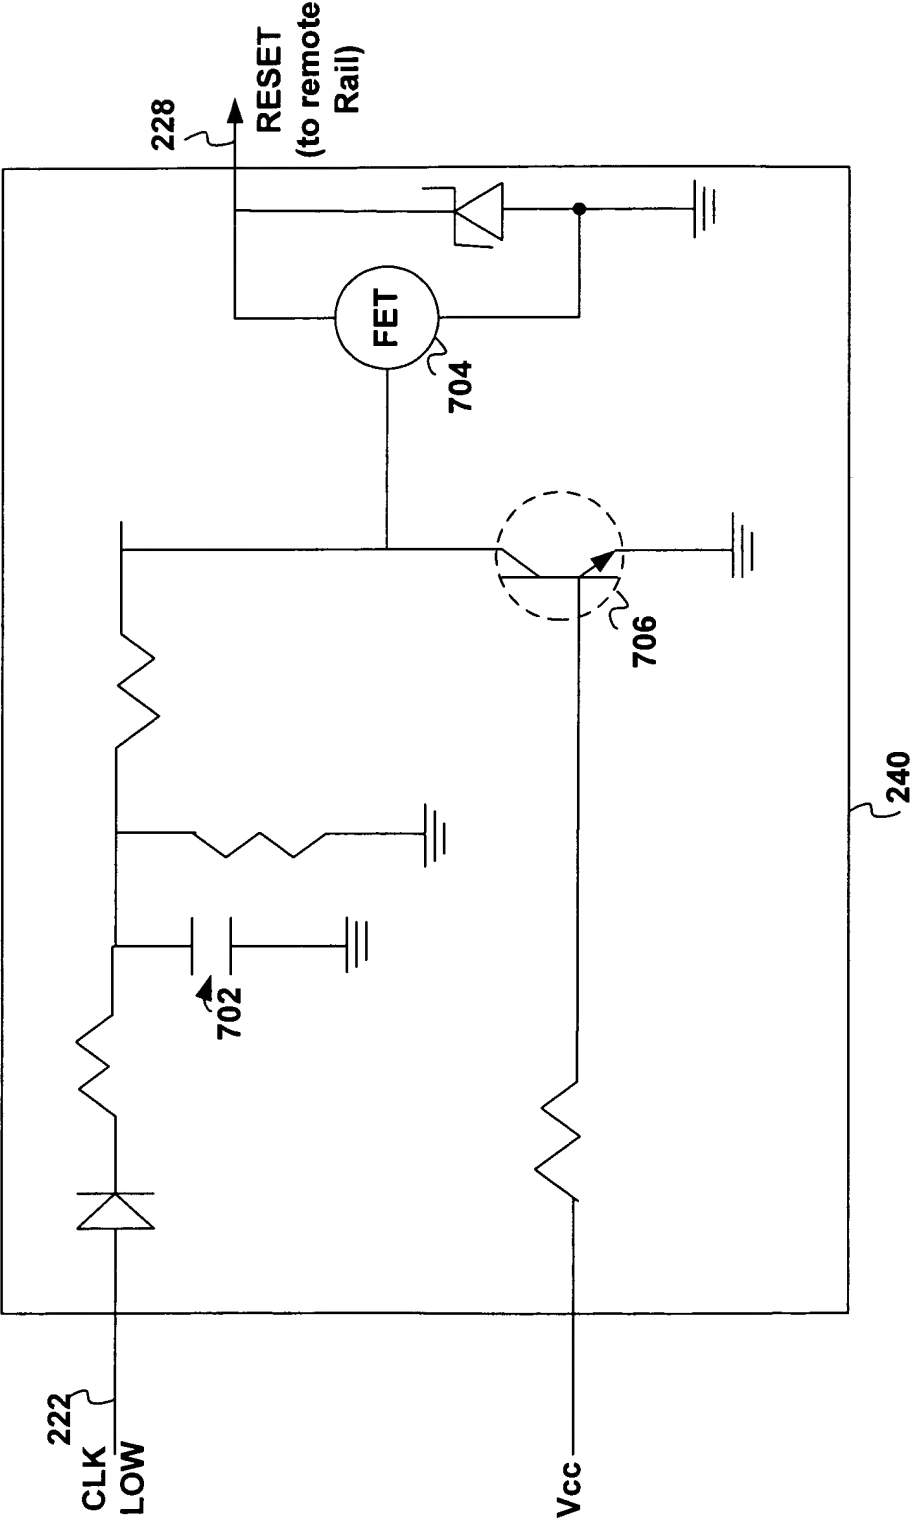 228
RESET
(to remote
Rail)
FET
704
706
702
240
222
CLK
LOW
Vcc